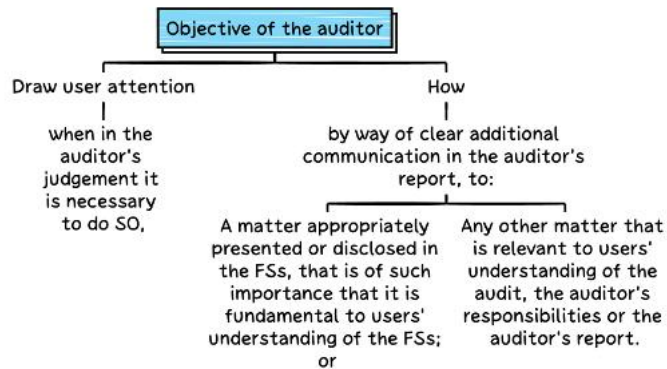 Objective of the auditor
Draw user attention
How
when in the
auditor's
judgement it
is necessary
to do SO,
by way of clear additional
communication in the auditor's
report, to:
A matter appropriately
presented or disclosed in
the FSs, that is of such
importance that it is
fundamental to users'
understanding of the FSs;
or
Any other matter that
is relevant to users'
understanding of the
audit, the auditor's
responsibilities or the
auditor's report.